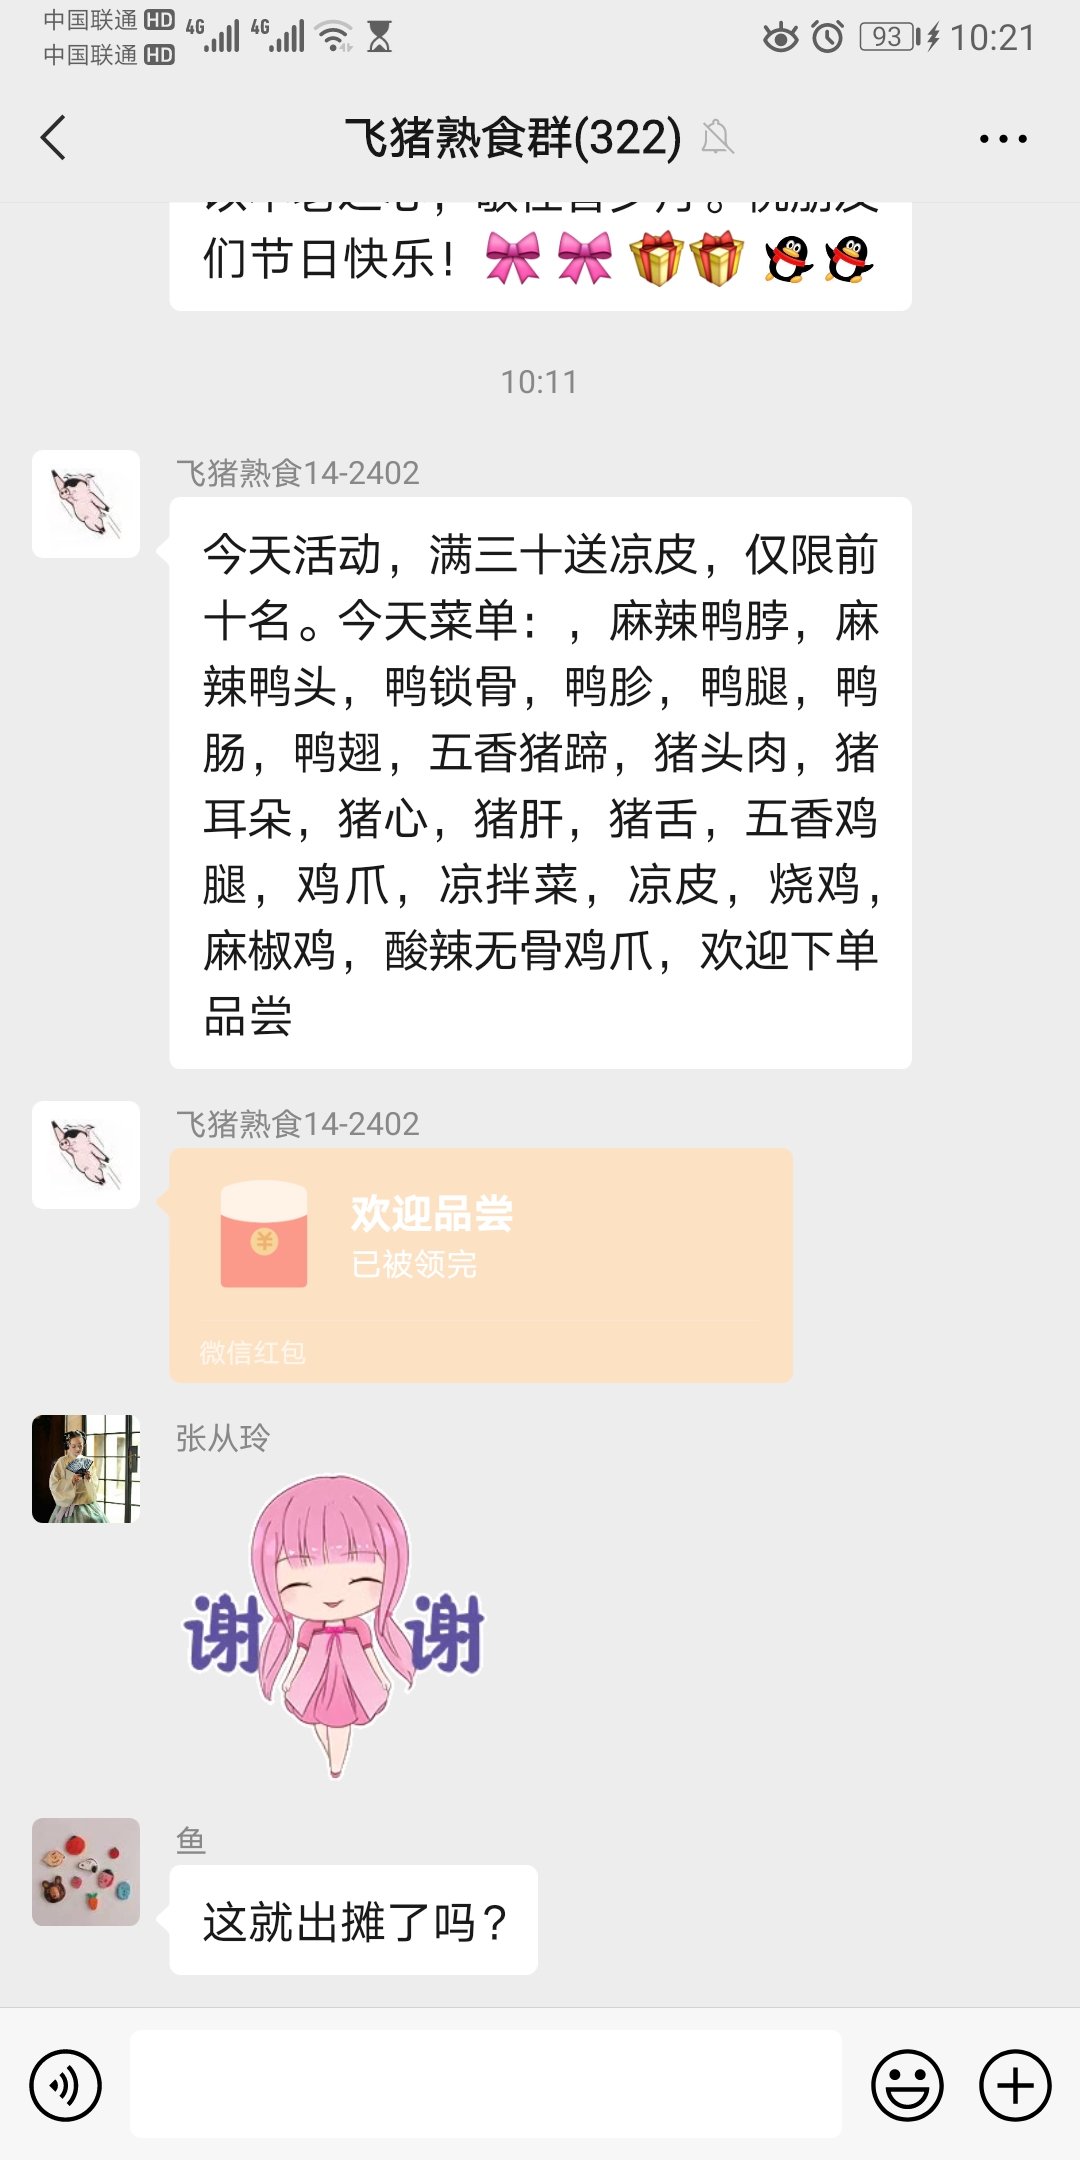 中国联通 HD 4G 4G 93 10:21
中国联通 HD
飞猪熟食群(322)
们节日快乐！
10:11
飞猪熟食14-2402
今天活动，满三十送凉皮，仅限前
十名。今天菜单：，麻辣鸭脖，麻
辣鸭头，鸭锁骨，鸭胗，鸭腿，鸭
肠，鸭翅，五香猪蹄，猪头肉，猪
耳朵，猪心，猪肝，猪舌，五香鸡
腿，鸡爪，凉拌菜，凉皮，烧鸡，
麻椒鸡，酸辣无骨鸡爪，欢迎下单
品尝
飞猪熟食14-2402
欢迎品尝
已被领完
微信红包
张从玲
谢谢
鱼
这就出摊了吗？